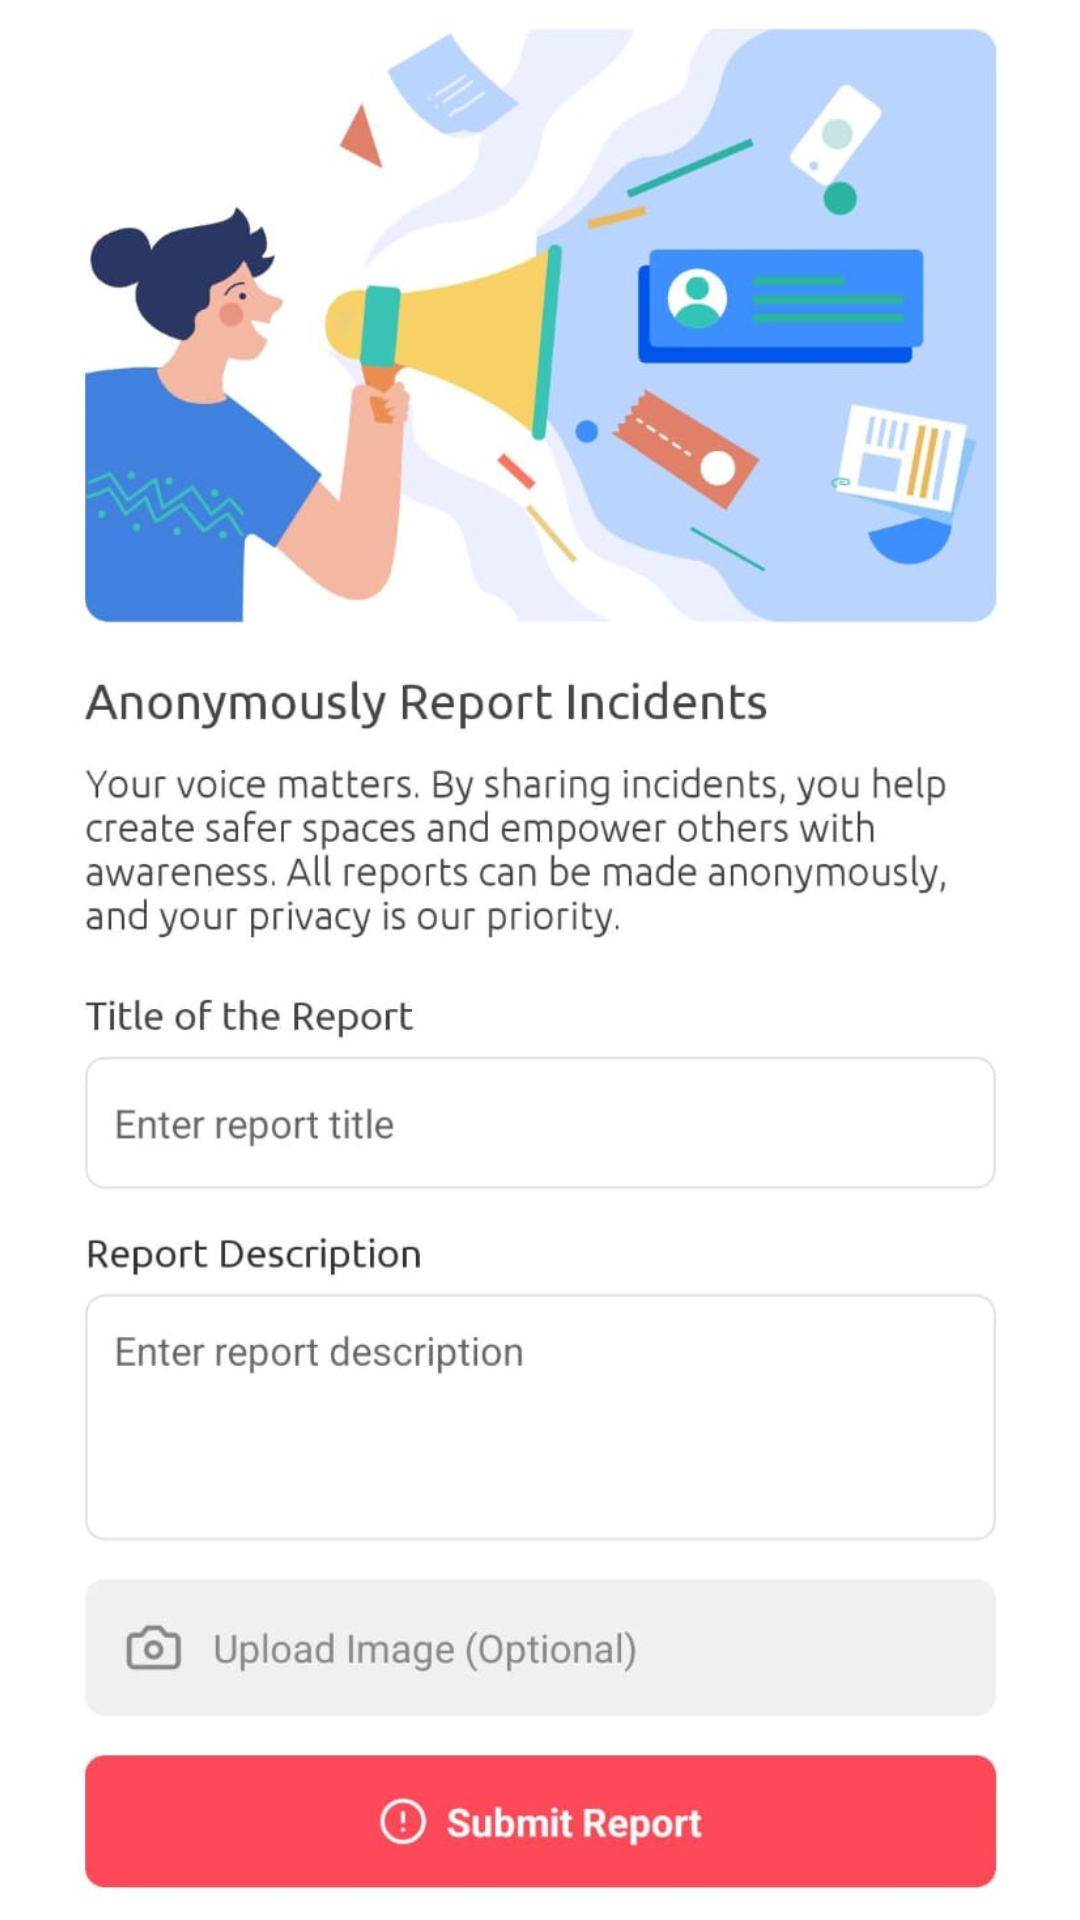 Anonymously Report Incidents
Your voice matters. By sharing incidents, you help
create safer spaces and empower others with
awareness. All reports can be made anonymously,
and your privacy is our priority.
Title of the Report
Enter report title
Report Description
Enter report description
Upload Image (Optional)
Submit Report